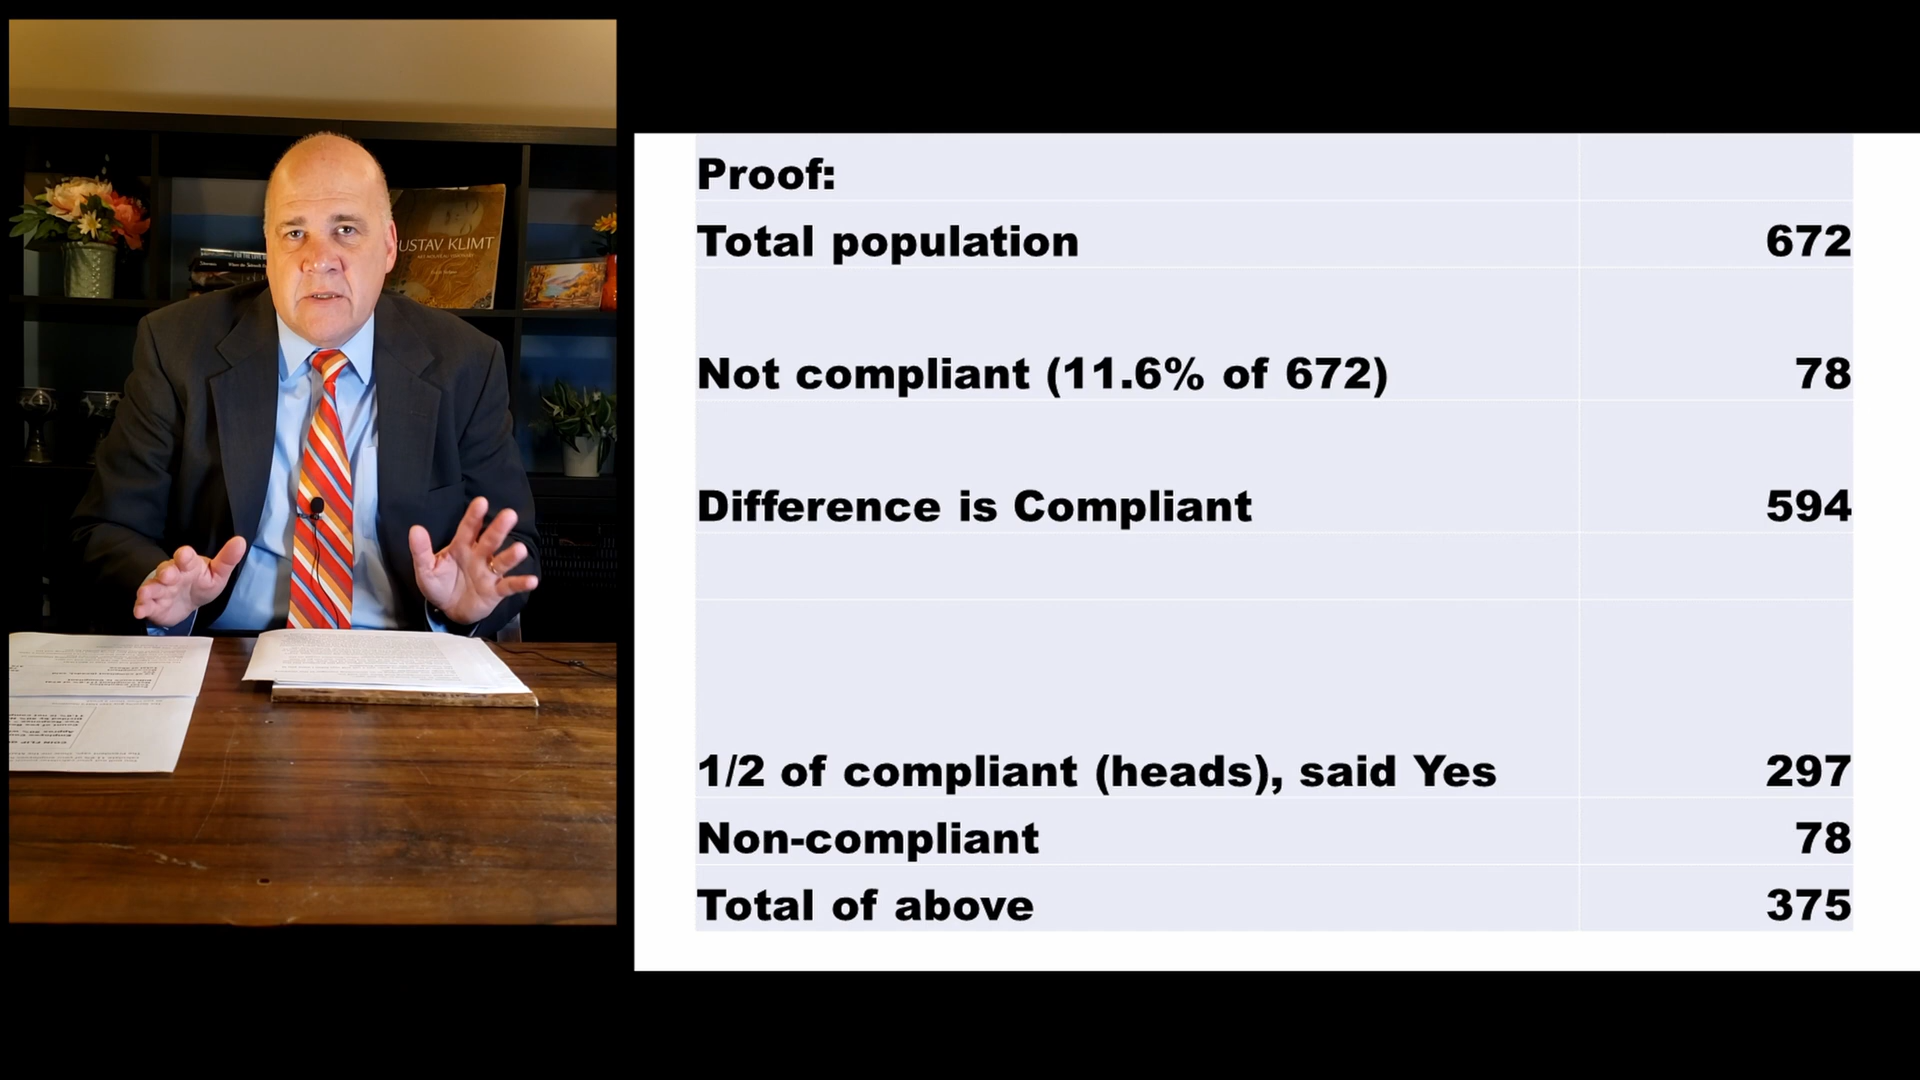 GUSTAV KLIMT
Proof:
Total population 672
Not compliant (11.6% of 672) 78
Difference is Compliant 594
1/2 of compliant (heads), said Yes 297
Non-compliant 78
Total of above 375